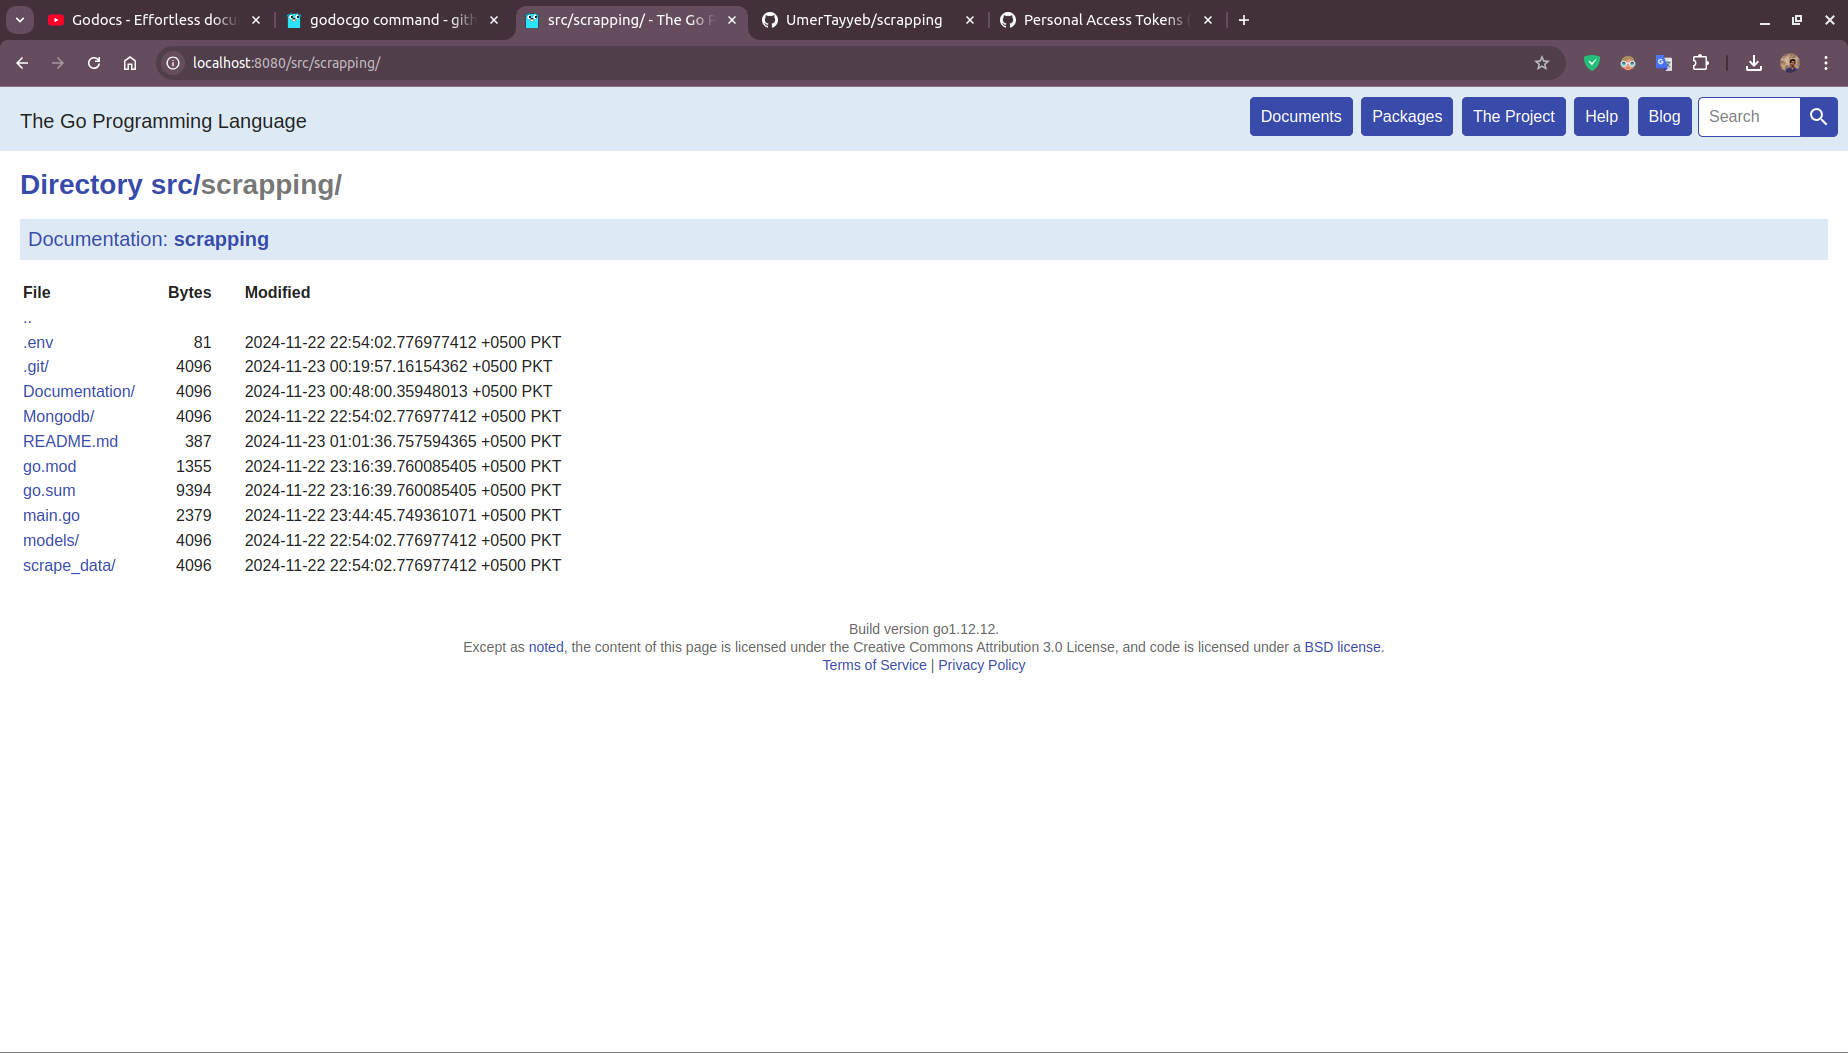 Godocs - Effortless docu
godocgo command - gith
src/scrapping/ - The Go P
UmerTayyeb/scrapping
Personal Access Tokens (
localhost:8080/src/scrapping/
The Go Programming Language
Documents
Packages
The Project
Help
Blog
Search
Directory src/scrapping/
Documentation: scrapping
File Bytes Modified
..
.env 81 2024-11-22 22:54:02.776977412 +0500 PKT
.git/ 4096 2024-11-23 00:19:57.16154362 +0500 PKT
Documentation/ 4096 2024-11-23 00:48:00.35948013 +0500 PKT
Mongodb/ 4096 2024-11-22 22:54:02.776977412 +0500 PKT
README.md 387 2024-11-23 01:01:36.757594365 +0500 PKT
go.mod 1355 2024-11-22 23:16:39.760085405 +0500 PKT
go.sum 9394 2024-11-22 23:16:39.760085405 +0500 PKT
main.go 2379 2024-11-22 23:44:45.749361071 +0500 PKT
models/ 4096 2024-11-22 22:54:02.776977412 +0500 PKT
scrape_data/ 4096 2024-11-22 22:54:02.776977412 +0500 PKT
Build version go1.12.12.
Except as noted, the content of this page is licensed under the Creative Commons Attribution 3.0 License, and code is licensed under a BSD license.
Terms of Service | Privacy Policy